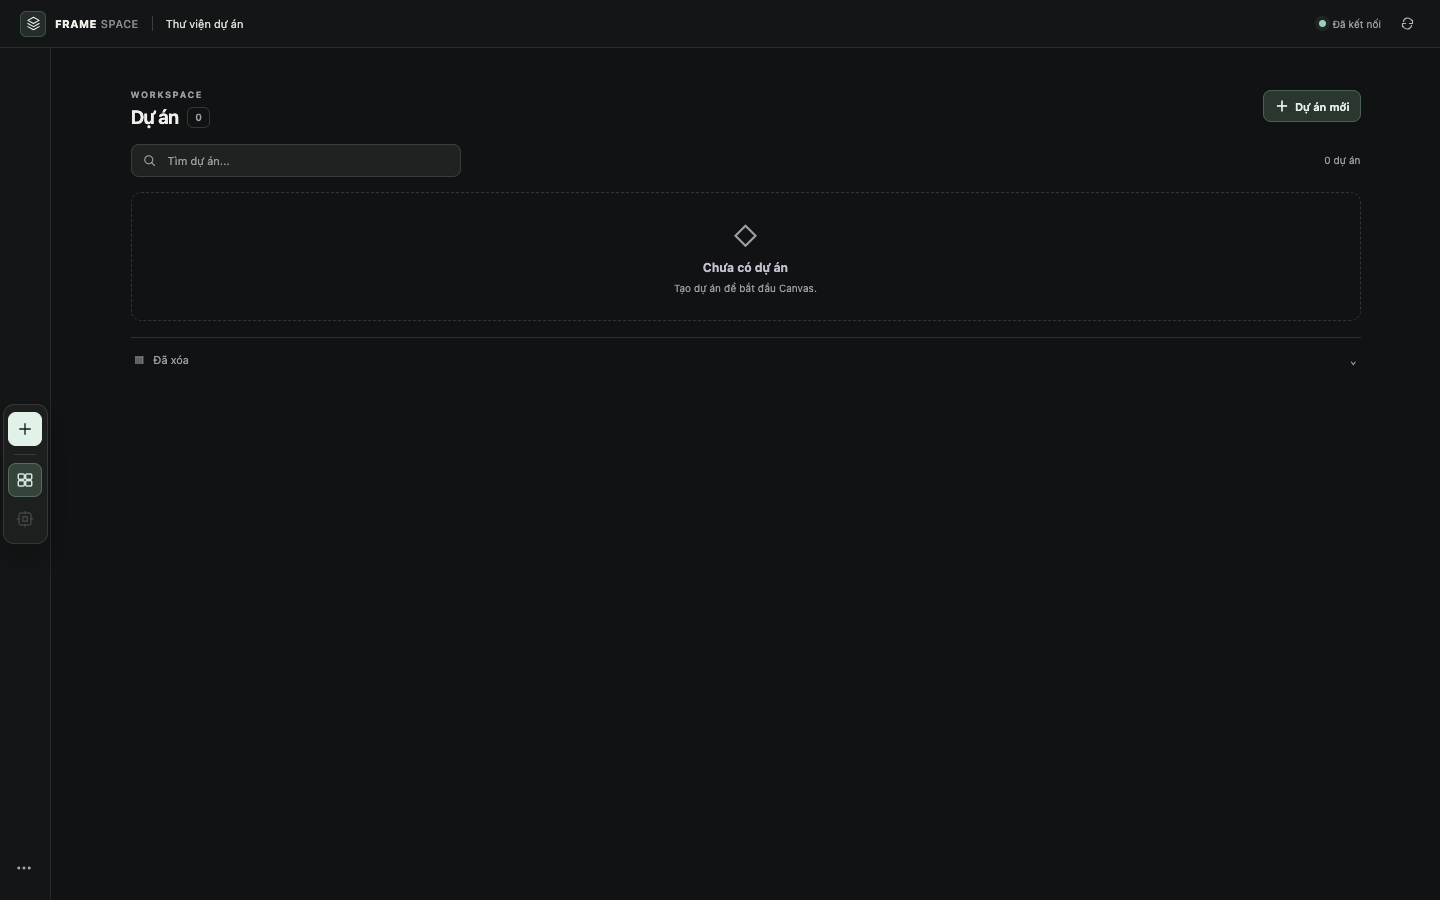 FRAME SPACE
Thư viện dự án
Đã kết nối
WORKSPACE
Dự án 0
+ Dự án mới
Tìm dự án...
0 dự án
Chưa có dự án
Tạo dự án để bắt đầu Canvas.
Đã xóa